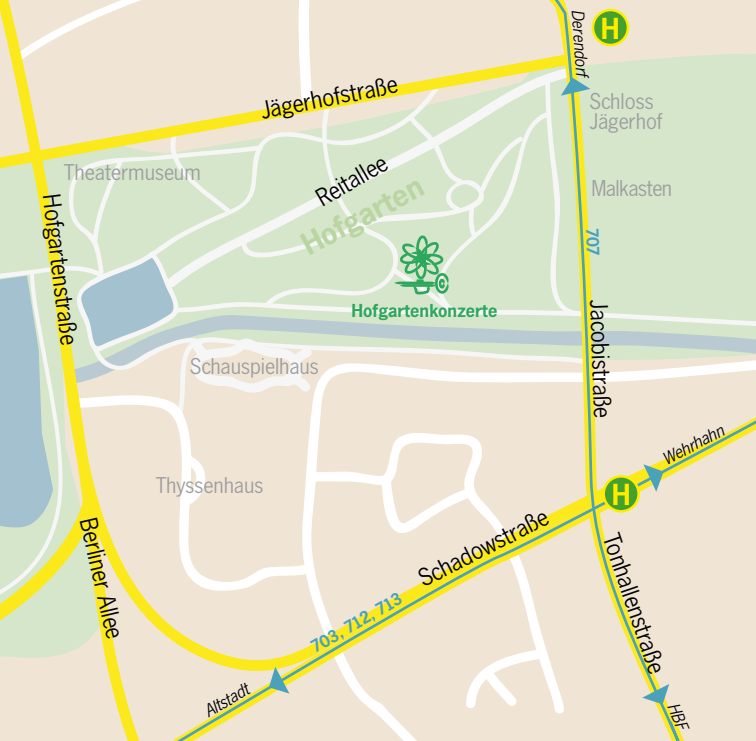 Derendorf
H
Jägerhofstraße
Schloss
Jägerhof
Theatermuseum
Reitallee
Malkasten
Hofgarten
Hofgartenstraße
707
Hofgartenkonzerte
Jacobistraße
Schauspielhaus
Wehrhahn
Thyssenhaus
H
Schadowstraße
Berliner Allee
Tonhallenstraße
703, 712, 713
Altstadt
HBF